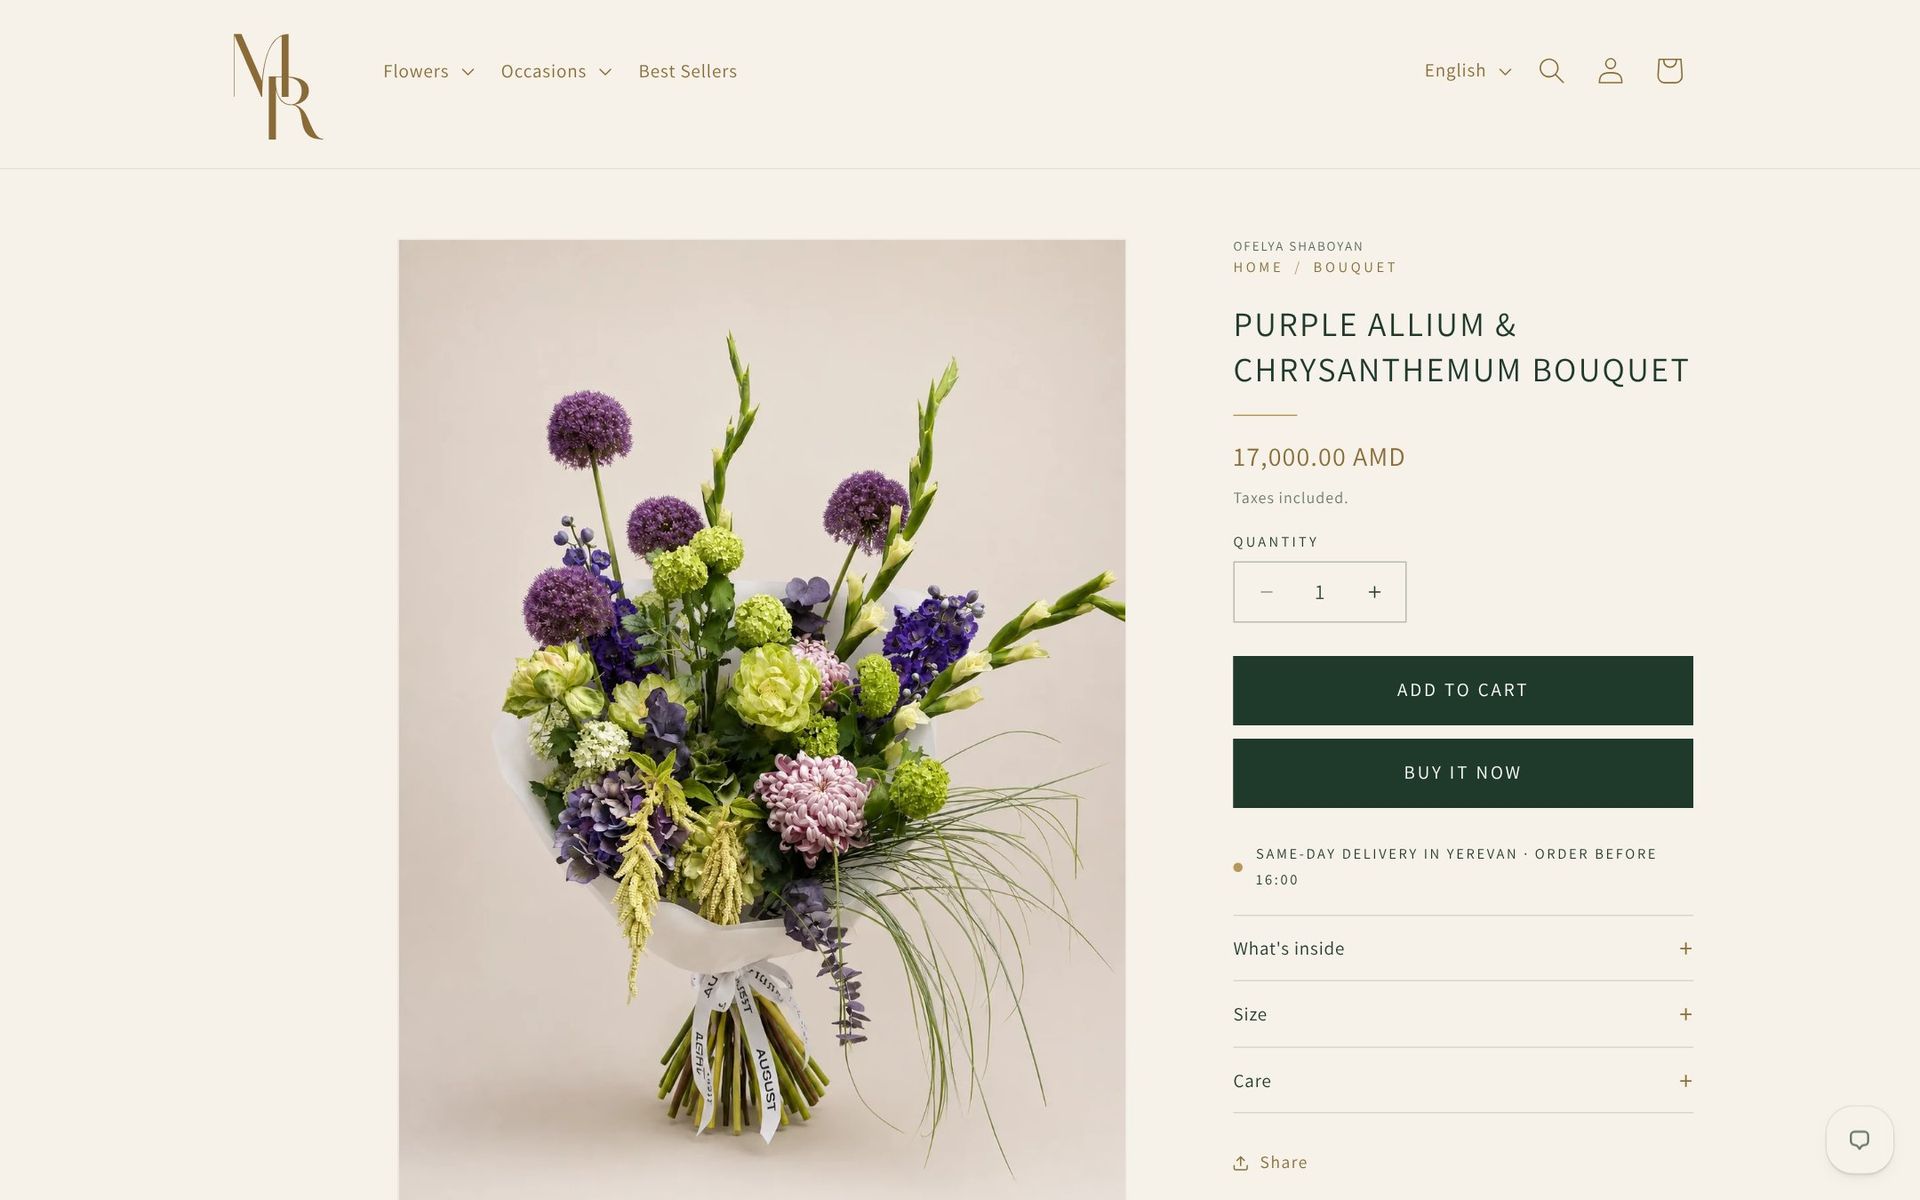 MR
Flowers
Occasions
Best Sellers
English
OFELYA SHABOYAN
HOME / BOUQUET
PURPLE ALLIUM &
CHRYSANTHEMUM BOUQUET
17,000.00 AMD
Taxes included.
QUANTITY
− 1 +
ADD TO CART
BUY IT NOW
SAME-DAY DELIVERY IN YEREVAN · ORDER BEFORE
16:00
What's inside +
Size +
Care +
Share
AUGUST